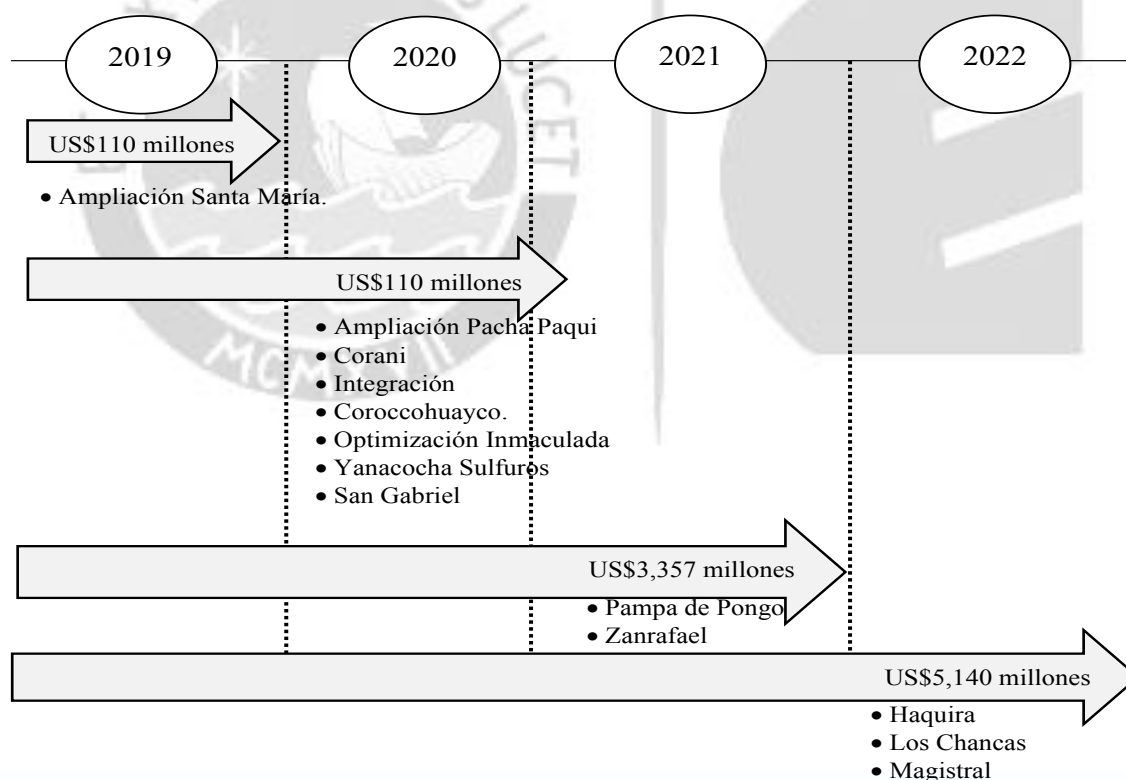 2019
2020
2021
2022
US$110 millones
• Ampliación Santa María.
US$110 millones
• Ampliación Pacha Paqui
• Corani
• Integración
• Coroccohuayco.
• Optimización Inmaculada
• Yanacocha Sulfuros
• San Gabriel
US$3,357 millones
• Pampa de Pongo
• Zanrafael
US$5,140 millones
• Haquira
• Los Chancas
• Magistral
MCMXVII